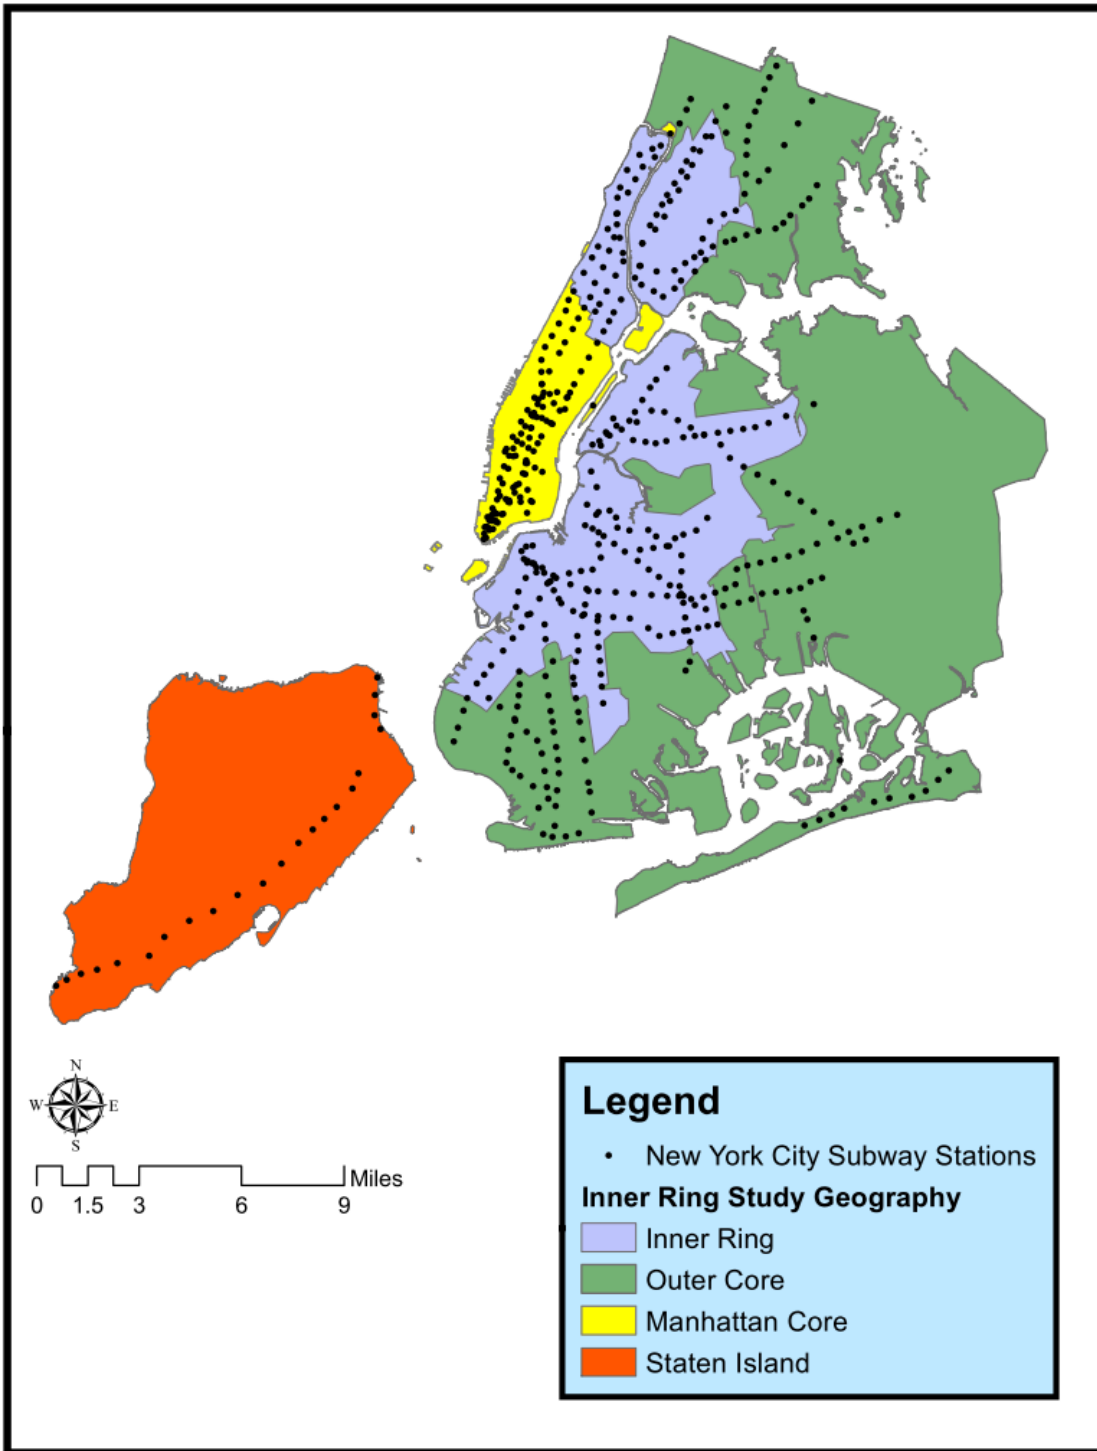 N
W E
S
Miles
0 1.5 3 6 9
Legend
New York City Subway Stations
Inner Ring Study Geography
Inner Ring
Outer Core
Manhattan Core
Staten Island